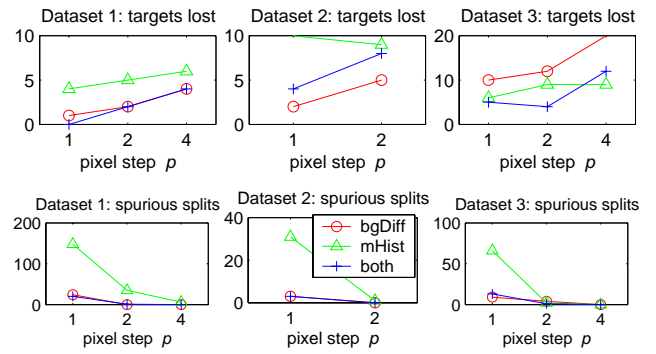 Dataset 1: targets lost
10
5
0
1 2 4
pixel step p
Dataset 2: targets lost
10
5
0
1 2
pixel step p
Dataset 3: targets lost
20
10
0
1 2 4
pixel step p
Dataset 1: spurious splits
200
150
100
50
0
1 2 4
pixel step p
Dataset 2: spurious splits
40
20
0
1 2
pixel step p
bgDiff
mHist
both
Dataset 3: spurious splits
100
50
0
1 2 4
pixel step p